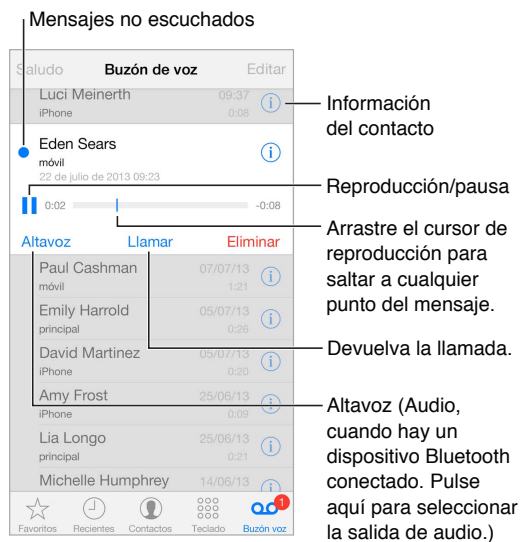 Mensajes no escuchados
Saludo Buzón de voz Editar
Luci Meinerth 09:37
iPhone 0:08
Información
del contacto
Eden Sears
móvil
22 de julio de 2013 09:23
Reproducción/pausa
0:02 -0:08
Arrastre el cursor de
reproducción para
saltar a cualquier
punto del mensaje.
Altavoz Llamar Eliminar
Paul Cashman 07/07/13
móvil 1:21
Emily Harrold 05/07/13
principal 0:26
Devuelva la llamada.
David Martinez 05/07/13
iPhone 0:20
Amy Frost 25/06/13
iPhone 0:09
Altavoz (Audio,
cuando hay un
dispositivo Bluetooth
conectado. Pulse
aquí para seleccionar
la salida de audio.)
Lia Longo 25/06/13
principal 0:21
Michelle Humphrey 14/06/13
1
Favoritos Recientes Contactos Teclado Buzón voz